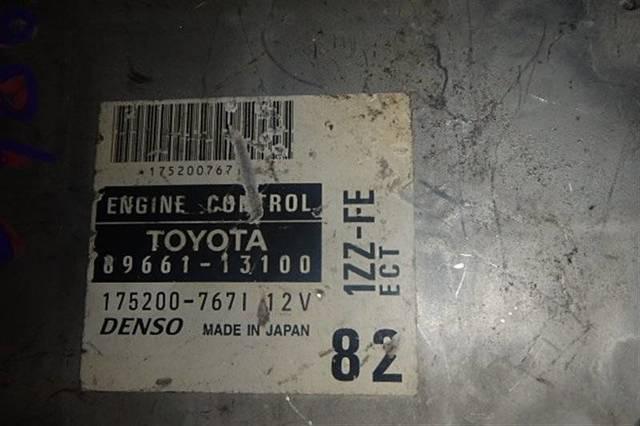 *175200767
ENGINE CONTROL
TOYOTA
89661-13100
175200-7671 12V
DENSO MADE IN JAPAN
1ZZ-FE
ECT
82